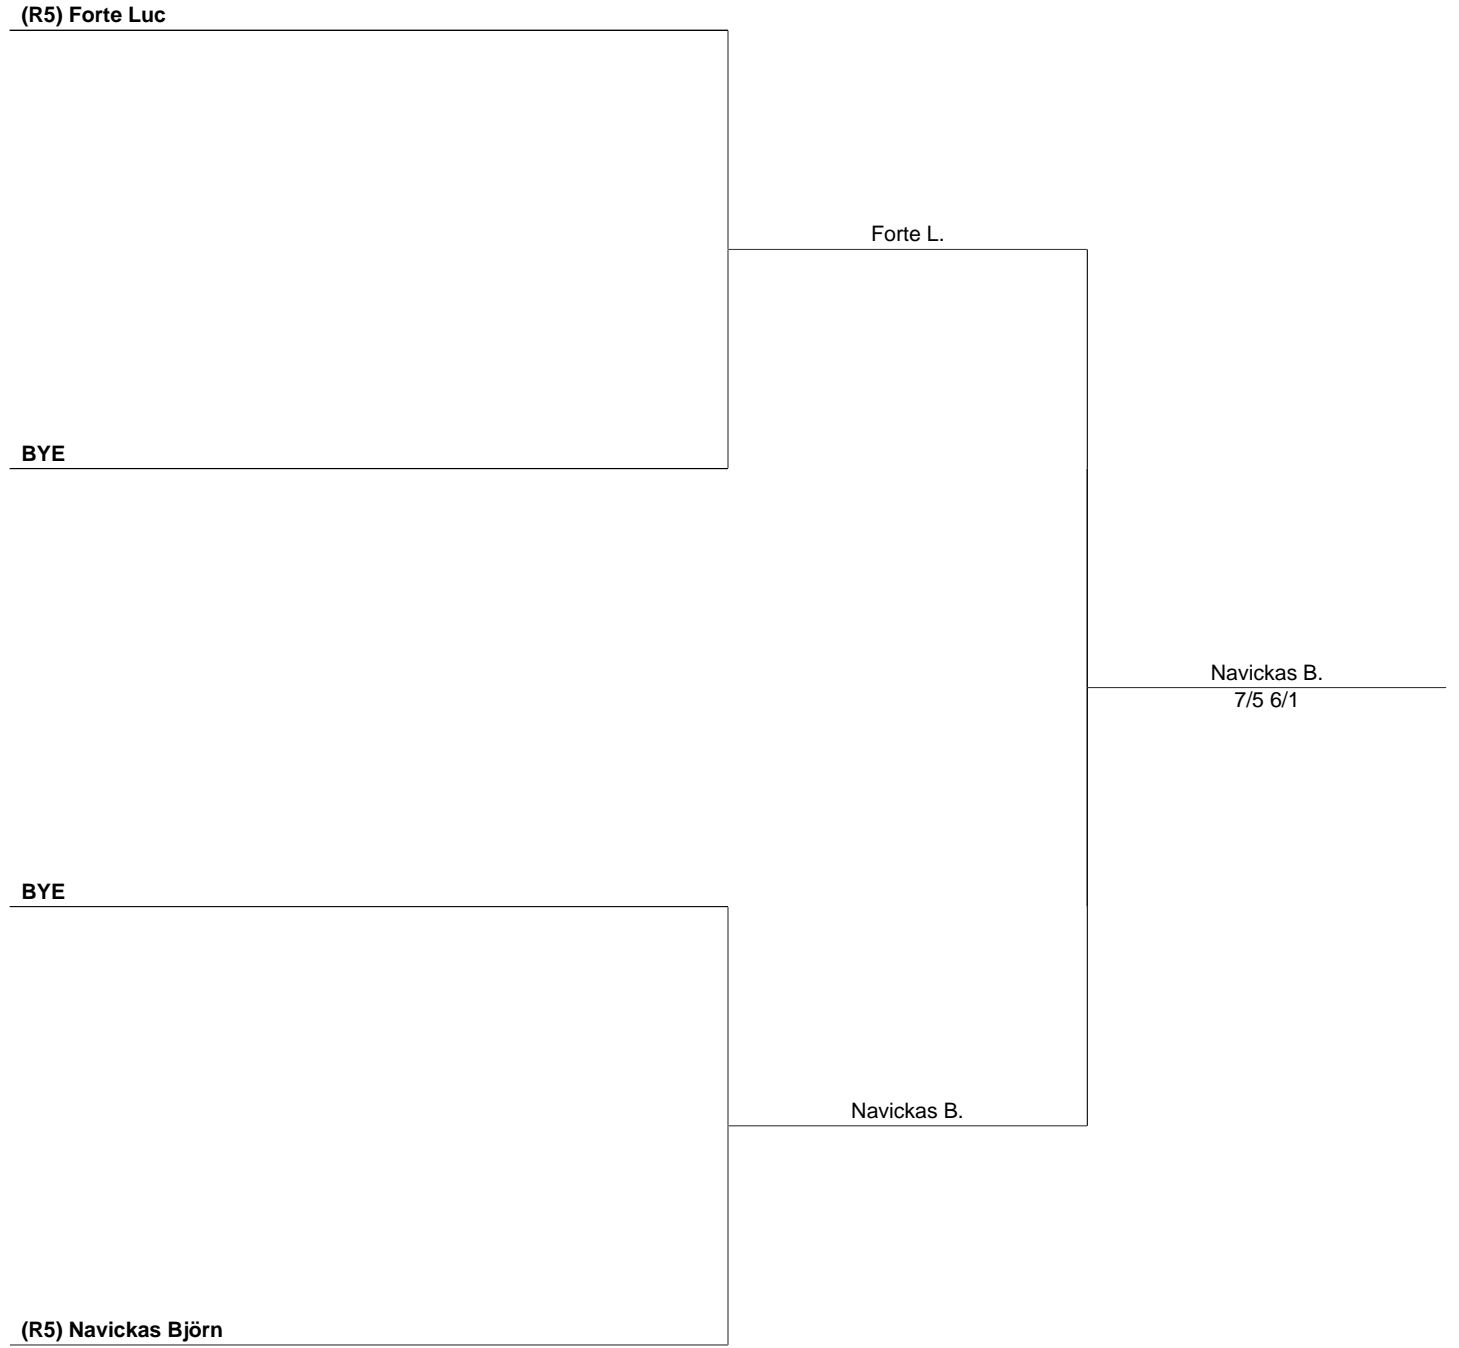 (R5) Forte Luc
Forte L.
BYE
Navickas B.
7/5 6/1
BYE
Navickas B.
(R5) Navickas Björn